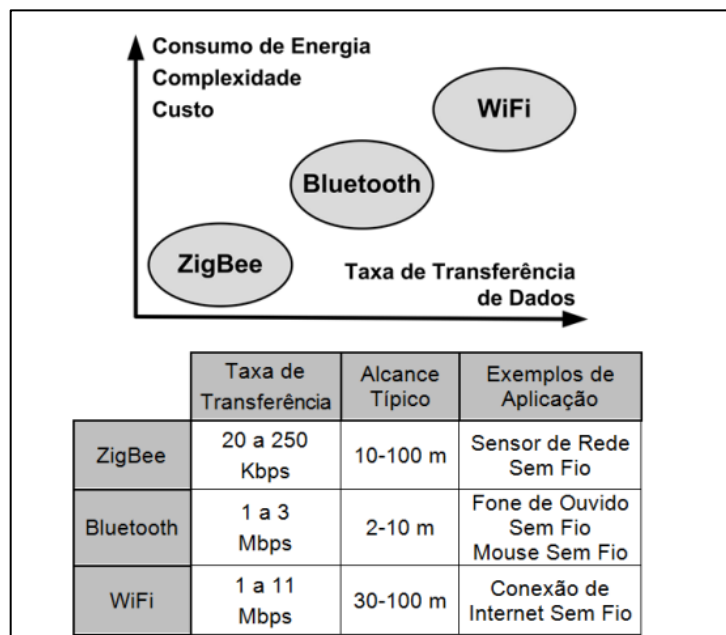 Consumo de Energia
Complexidade
Custo
WiFi
Bluetooth
ZigBee
Taxa de Transferência
de Dados
Taxa de
Transferência
Alcance
Típico
Exemplos de
Aplicação
ZigBee
20 a 250
Kbps
10-100 m
Sensor de Rede
Sem Fio
Bluetooth
1 a 3
Mbps
2-10 m
Fone de Ouvido
Sem Fio
Mouse Sem Fio
WiFi
1 a 11
Mbps
30-100 m
Conexão de
Internet Sem Fio